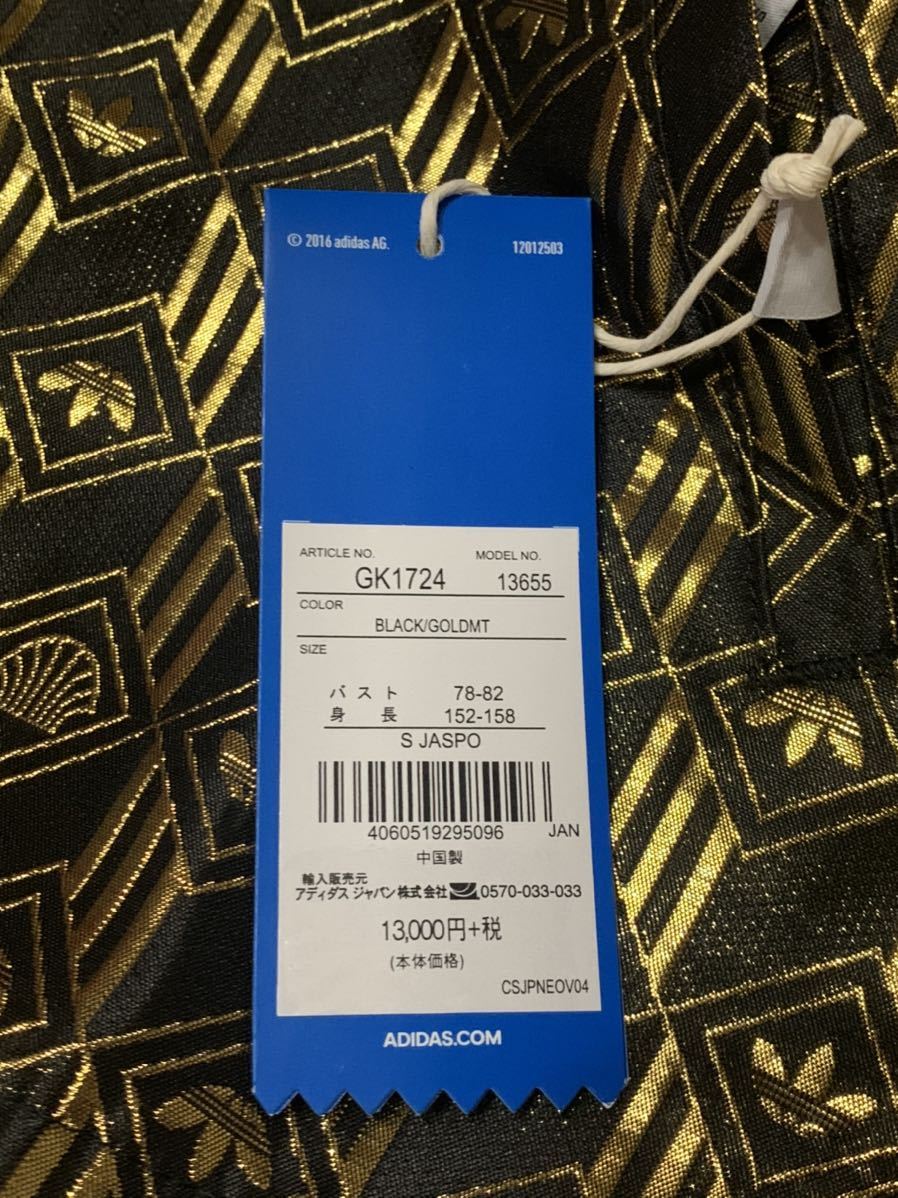 © 2016 adidas AG.
12012503
ARTICLE NO.
MODEL NO.
GK1724
13655
COLOR
BLACK/GOLDMT
SIZE
バスト 78-82
身長 152-158
S JASPO
4060519295096 JAN
中国製
輸入販売元
アディダス ジャパン株式会社 0570-033-033
13,000円+税
(本体価格)
CSJPNEOV04
ADIDAS.COM